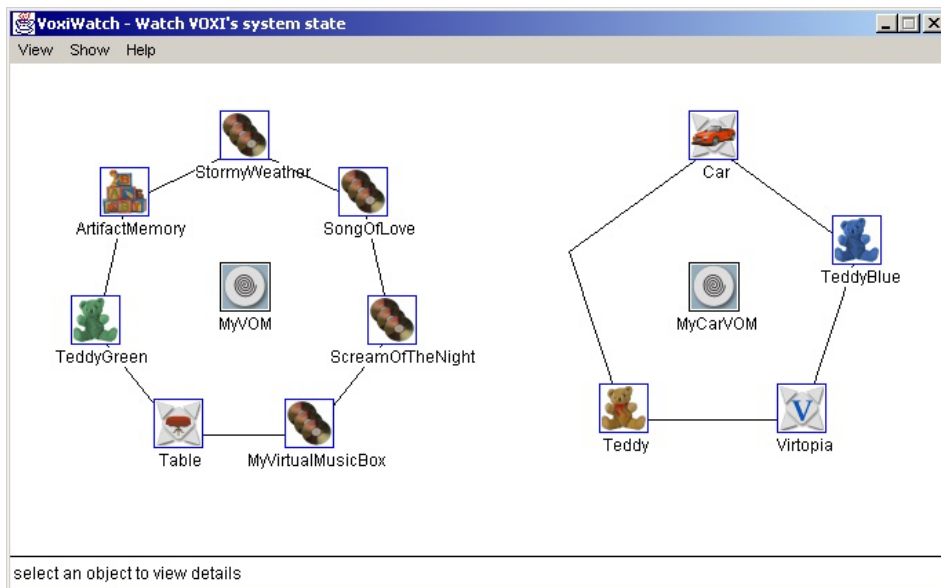 VoxiWatch - Watch VOXI's system state
View Show Help
StormyWeather
Car
ArtifactMemory
SongOfLove
TeddyBlue
MyVOM
MyCarVOM
TeddyGreen
ScreamOfTheNight
Teddy
Virtopia
Table
MyVirtualMusicBox
V
select an object to view details